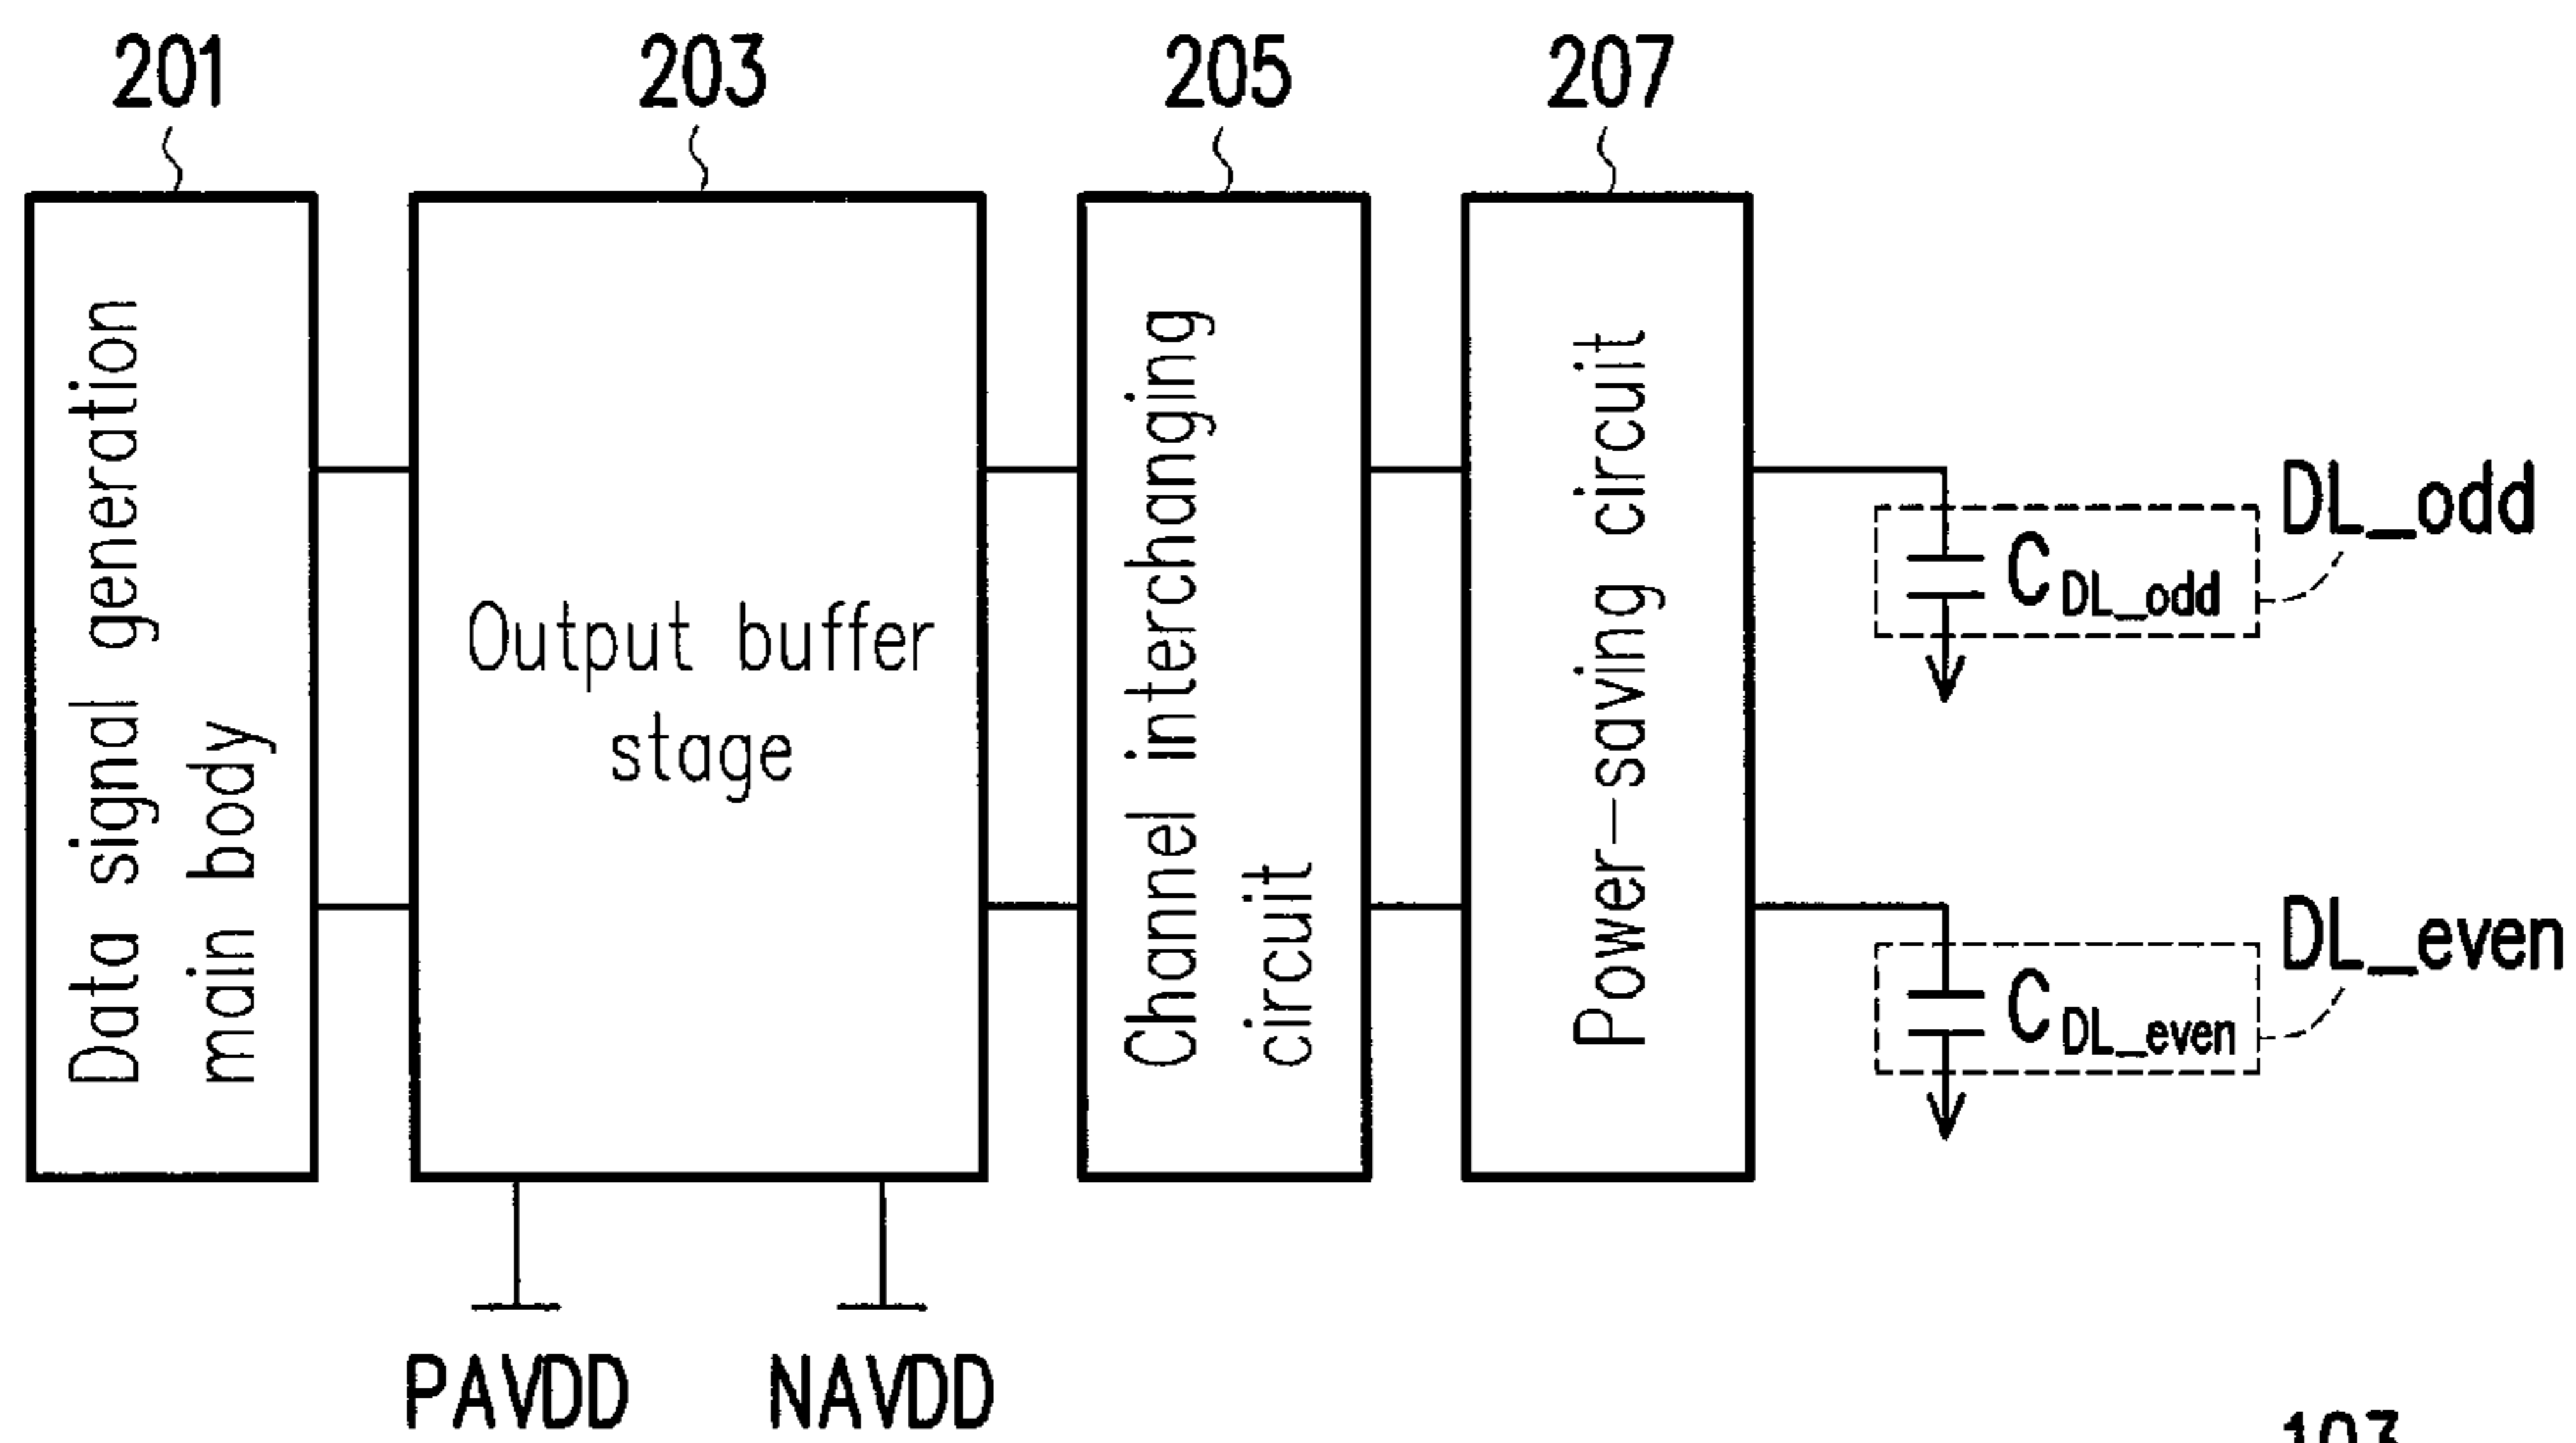 201
203
205
207
Data signal generation
main body
Output buffer
stage
Channel interchanging
circuit
Power-saving circuit
DL_odd
CDL_odd
DL_even
CDL_even
PAVDD
NAVDD
103